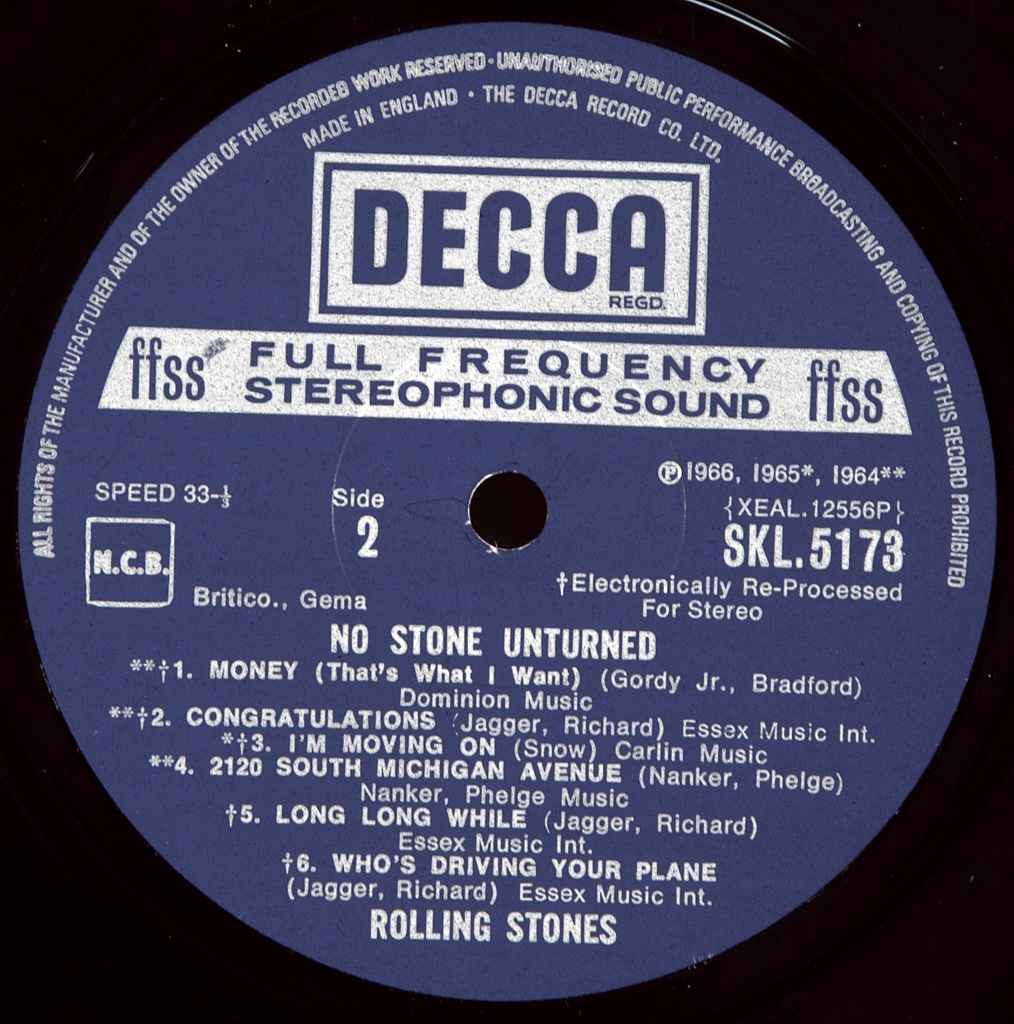 ALL RIGHTS OF THE MANUFACTURER AND OF THE OWNER OF THE RECORDED WORK RESERVED · UNAUTHORISED PUBLIC PERFORMANCE BROADCASTING AND COPYING OF THIS RECORD PROHIBITED
MADE IN ENGLAND · THE DECCA RECORD CO. LTD.
DECCA
REGD.
ffss FULL FREQUENCY ffss
STEREOPHONIC SOUND
℗1966, 1965*, 1964**
SPEED 33-⅓
Side
2
{XEAL.12556P}
SKL.5173
N.C.B.
Britico., Gema
†Electronically Re-Processed
For Stereo
NO STONE UNTURNED
**†1. MONEY (That's What I Want) (Gordy Jr., Bradford)
Dominion Music
**†2. CONGRATULATIONS (Jagger, Richard) Essex Music Int.
*†3. I'M MOVING ON (Snow) Carlin Music
**4. 2120 SOUTH MICHIGAN AVENUE (Nanker, Phelge)
Nanker, Phelge Music
†5. LONG LONG WHILE (Jagger, Richard)
Essex Music Int.
†6. WHO'S DRIVING YOUR PLANE
(Jagger, Richard) Essex Music Int.
ROLLING STONES